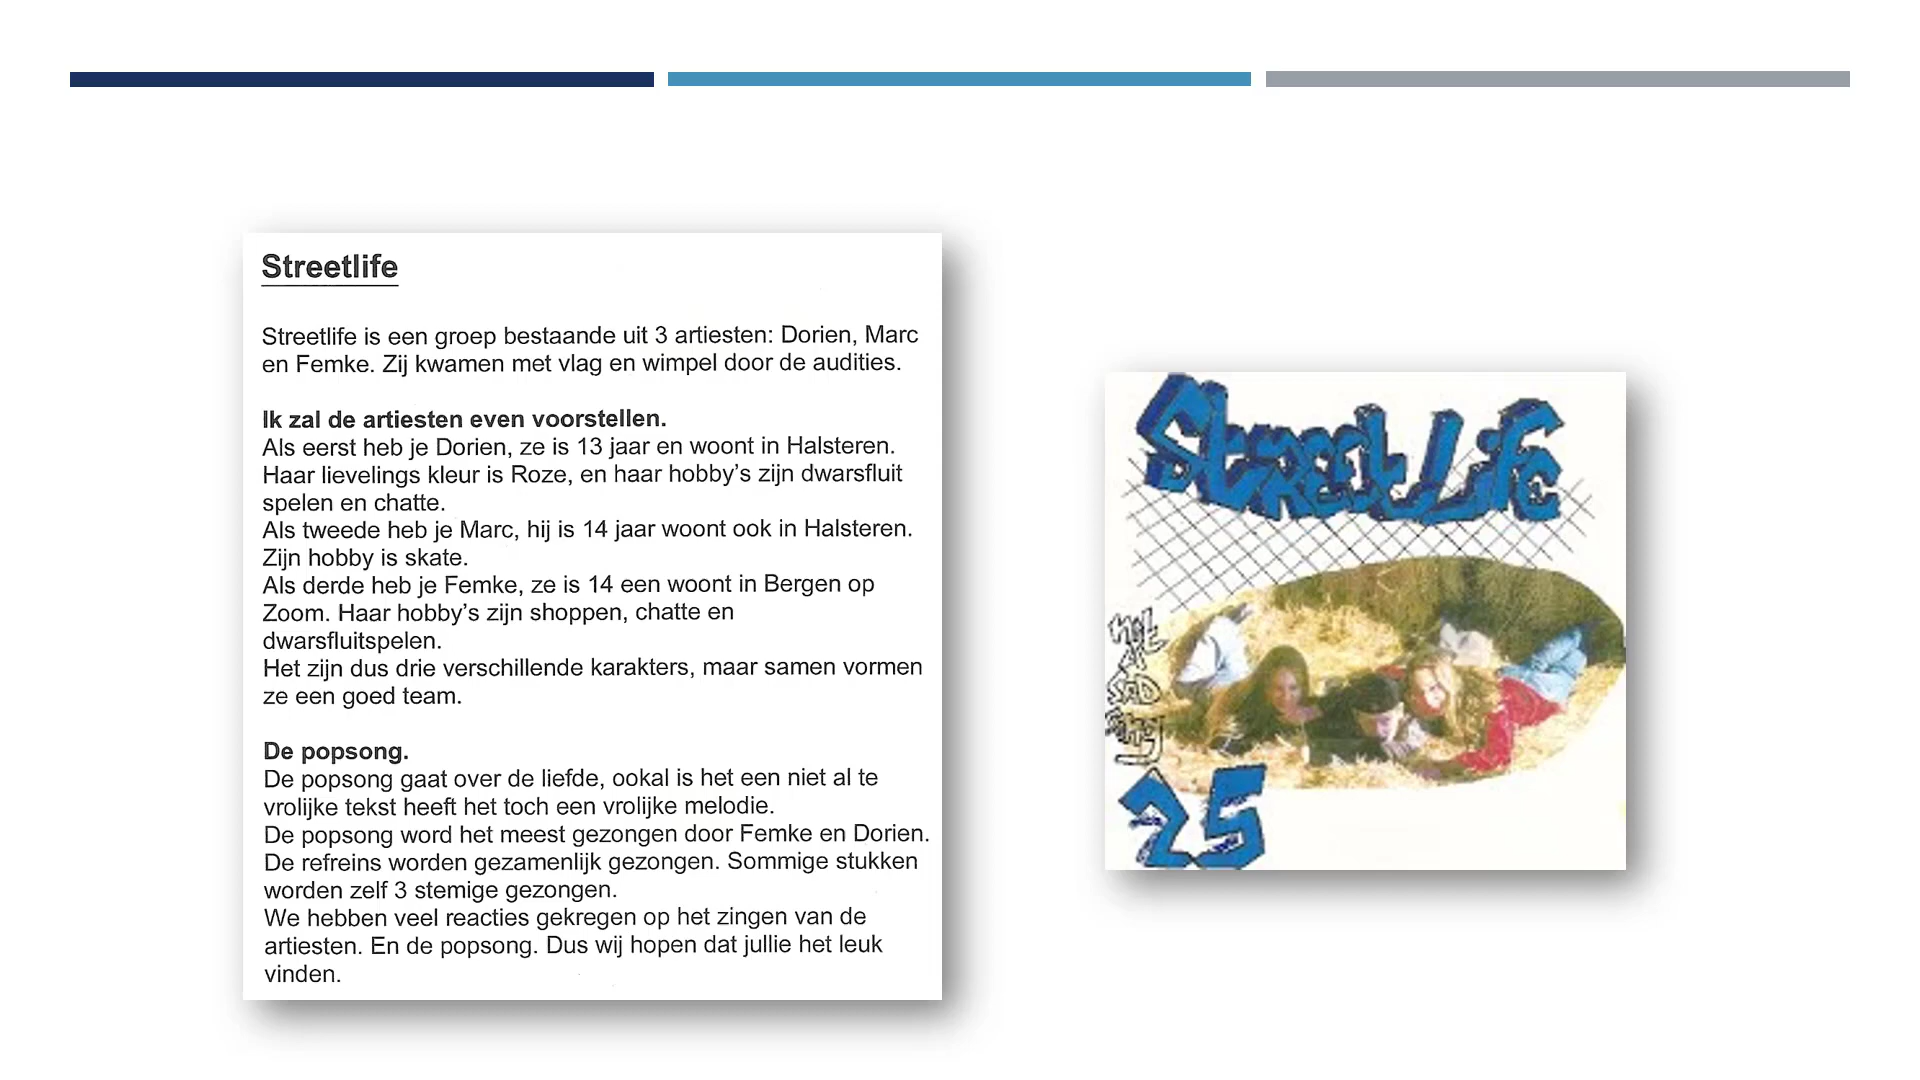 Streetlife
Streetlife is een groep bestaande uit 3 artiesten: Dorien, Marc
en Femke. Zij kwamen met vlag en wimpel door de audities.
Ik zal de artiesten even voorstellen.
Als eerst heb je Dorien, ze is 13 jaar en woont in Halsteren.
Haar lievelings kleur is Roze, en haar hobby's zijn dwarsfluit
spelen en chatte.
Als tweede heb je Marc, hij is 14 jaar woont ook in Halsteren.
Zijn hobby is skate.
Als derde heb je Femke, ze is 14 een woont in Bergen op
Zoom. Haar hobby's zijn shoppen, chatte en
dwarsfluitspelen.
Het zijn dus drie verschillende karakters, maar samen vormen
ze een goed team.
De popsong.
De popsong gaat over de liefde, ookal is het een niet al te
vrolijke tekst heeft het toch een vrolijke melodie.
De popsong word het meest gezongen door Femke en Dorien.
De refreins worden gezamenlijk gezongen. Sommige stukken
worden zelf 3 stemige gezongen.
We hebben veel reacties gekregen op het zingen van de
artiesten. En de popsong. Dus wij hopen dat jullie het leuk
vinden.
Street Life
25